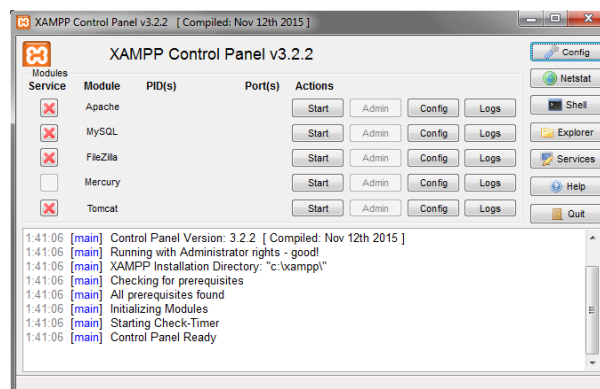 XAMPP Control Panel v3.2.2 [ Compiled: Nov 12th 2015 ]
XAMPP Control Panel v3.2.2
Config
Modules
Service Module PID(s) Port(s) Actions
Netstat
Apache Start Admin Config Logs
Shell
MySQL Start Admin Config Logs
Explorer
FileZilla Start Admin Config Logs
Services
Mercury Start Admin Config Logs
Help
Tomcat Start Admin Config Logs
Quit
1:41:06 [main] Control Panel Version: 3.2.2 [ Compiled: Nov 12th 2015 ]
1:41:06 [main] Running with Administrator rights - good!
1:41:06 [main] XAMPP Installation Directory: "c:\xampp\"
1:41:06 [main] Checking for prerequisites
1:41:06 [main] All prerequisites found
1:41:06 [main] Initializing Modules
1:41:06 [main] Starting Check-Timer
1:41:06 [main] Control Panel Ready